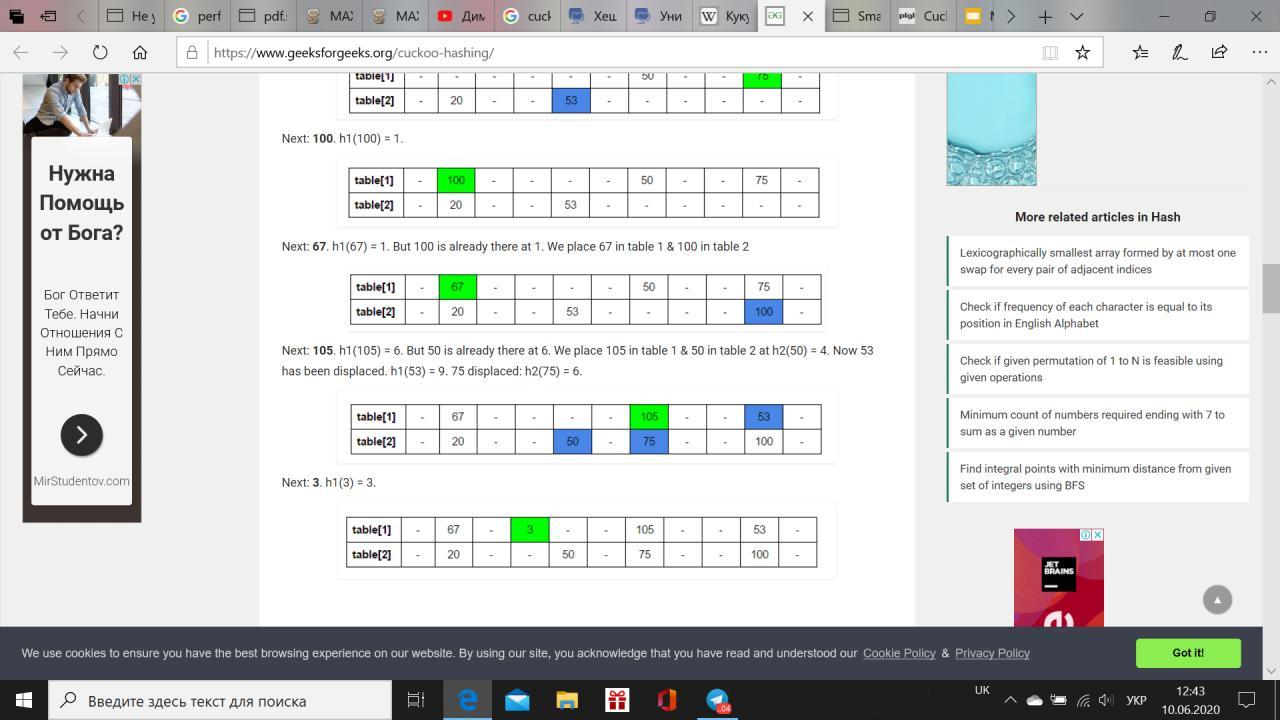 Не у
perf
pdf.
MAX
MAX
Дим
cuck
Хеш
Уни
Куку
Sma
Cucl
https://www.geeksforgeeks.org/cuckoo-hashing/
table[1] - - - - - - 50 - - 75 -
table[2] - 20 - - 53 - - - - - -
Next: 100. h1(100) = 1.
table[1] - 100 - - - - 50 - - 75 -
table[2] - 20 - - 53 - - - - - -
Next: 67. h1(67) = 1. But 100 is already there at 1. We place 67 in table 1 & 100 in table 2
table[1] - 67 - - - - 50 - - 75 -
table[2] - 20 - - 53 - - - - 100 -
Next: 105. h1(105) = 6. But 50 is already there at 6. We place 105 in table 1 & 50 in table 2 at h2(50) = 4. Now 53
has been displaced. h1(53) = 9. 75 displaced: h2(75) = 6.
table[1] - 67 - - - - 105 - - 53 -
table[2] - 20 - - 50 - 75 - - 100 -
Next: 3. h1(3) = 3.
table[1] - 67 - 3 - - 105 - - 53 -
table[2] - 20 - - 50 - 75 - - 100 -
Нужна
Помощь
от Бога?
Бог Ответит
Тебе. Начни
Отношения С
Ним Прямо
Сейчас.
MirStudentov.com
More related articles in Hash
Lexicographically smallest array formed by at most one
swap for every pair of adjacent indices
Check if frequency of each character is equal to its
position in English Alphabet
Check if given permutation of 1 to N is feasible using
given operations
Minimum count of numbers required ending with 7 to
sum as a given number
Find integral points with minimum distance from given
set of integers using BFS
JET
BRAINS
We use cookies to ensure you have the best browsing experience on our website. By using our site, you acknowledge that you have read and understood our Cookie Policy & Privacy Policy
Got it!
Введите здесь текст для поиска
UK
УКР
12:43
10.06.2020